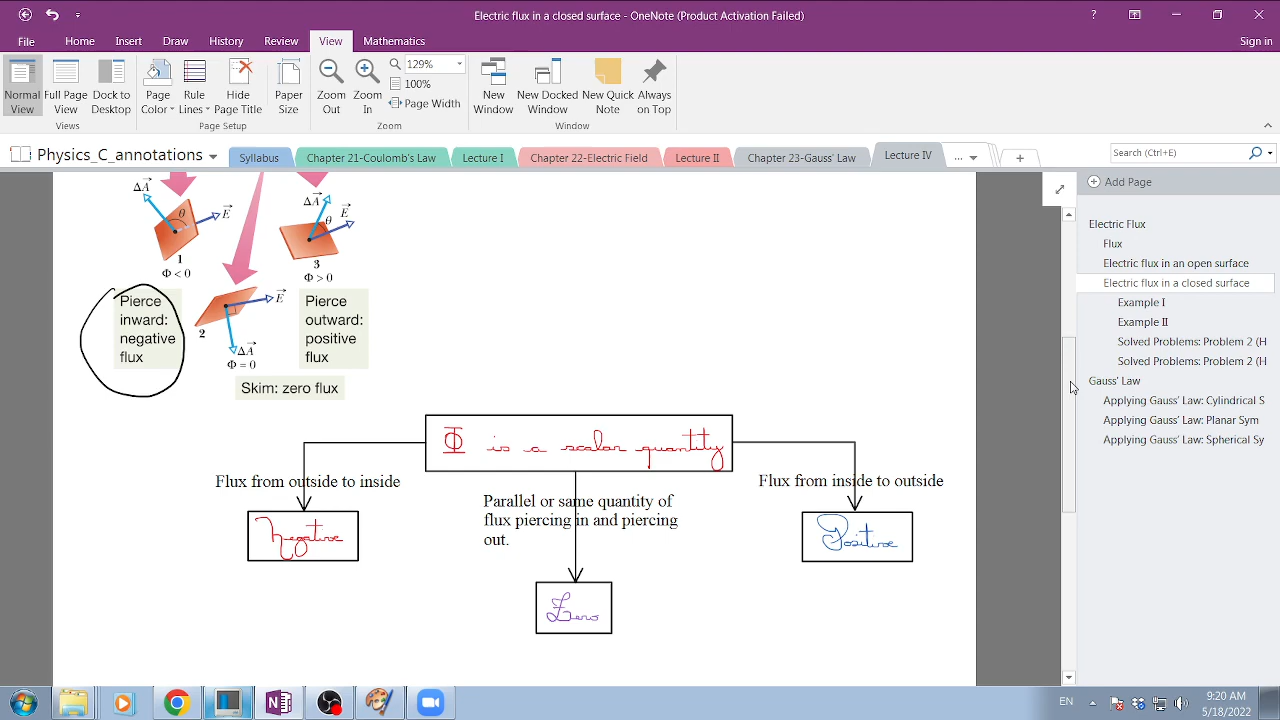 Electric flux in a closed surface - OneNote (Product Activation Failed)
?
Sign in
File Home Insert Draw History Review View Mathematics
Normal View
Full Page View
Dock to Desktop
Views
Page Color
Rule Lines
Hide Page Title
Paper Size
Page Setup
Zoom Out
Zoom In
129%
100%
Page Width
Zoom
New Window
New Docked Window
New Quick Note
Always on Top
Window
Physics_C_annotations
Syllabus Chapter 21-Coulomb's Law Lecture I Chapter 22-Electric Field Lecture II Chapter 23-Gauss' Law Lecture IV ... +
Search (Ctrl+E)
Add Page
Electric Flux
Flux
Electric flux in an open surface
Electric flux in a closed surface
Example I
Example II
Solved Problems: Problem 2 (H
Solved Problems: Problem 2 (H
Gauss' Law
Applying Gauss' Law: Cylindrical S
Applying Gauss' Law: Planar Sym
Applying Gauss' Law: Spherical Sy
ΔA⃗
θ
E⃗
1
Φ < 0
Pierce
inward:
negative
flux
E⃗
2
ΔA⃗
Φ = 0
Skim: zero flux
ΔA⃗
θ
E⃗
3
Φ > 0
Pierce
outward:
positive
flux
Φ is a scalar quantity
Flux from outside to inside
Negative
Parallel or same quantity of
flux piercing in and piercing
out.
Zero
Flux from inside to outside
Positive
EN
9:20 AM
5/18/2022